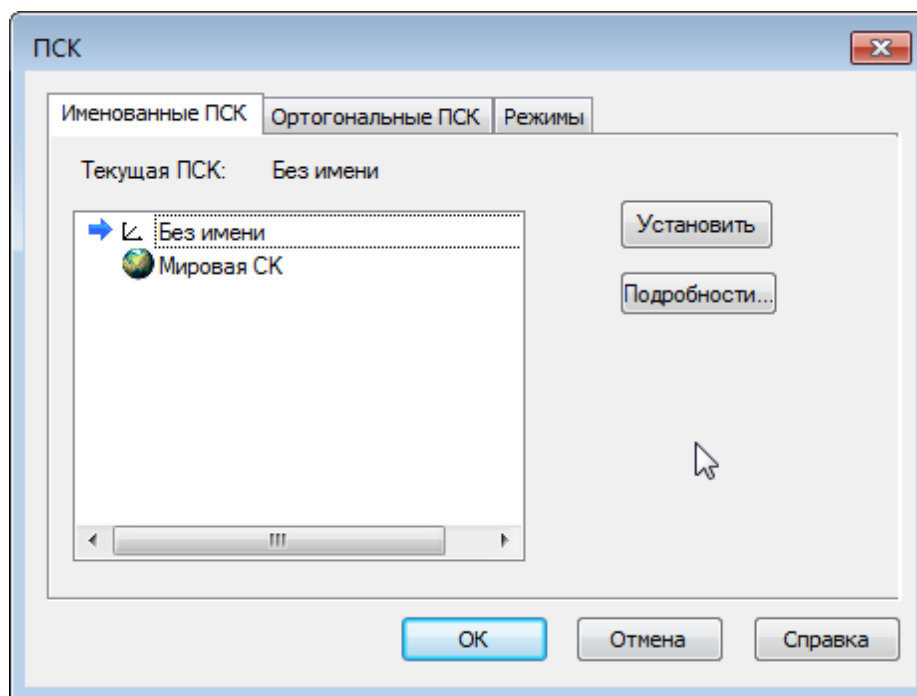 ПСК
Именованные ПСК Ортогональные ПСК Режимы
Текущая ПСК: Без имени
Без имени
Мировая СК
Установить
Подробности...
ОК Отмена Справка